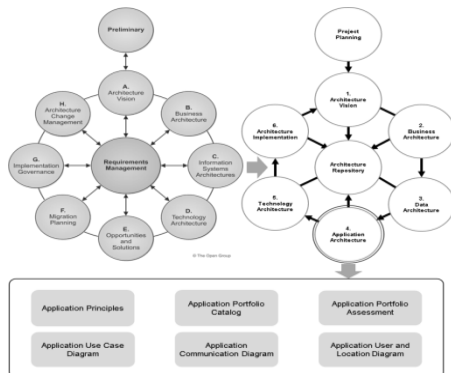 Preliminary
A.
Architecture
Vision
B.
Business
Architecture
C.
Information
Systems
Architectures
D.
Technology
Architecture
E.
Opportunities
and
Solutions
F.
Migration
Planning
G.
Implementation
Governance
H.
Architecture
Change
Management
Requirements
Management
© The Open Group
Project
Planning
1.
Architecture
Vision
2.
Business
Architecture
3.
Data Architecture
4.
Application
Architecture
5.
Technology
Architecture
6.
Architecture
Implementation
Architecture
Repository
Application Principles
Application Portfolio
Catalog
Application Portfolio
Assessment
Application Use Case
Diagram
Application
Communication Diagram
Application User and
Location Diagram